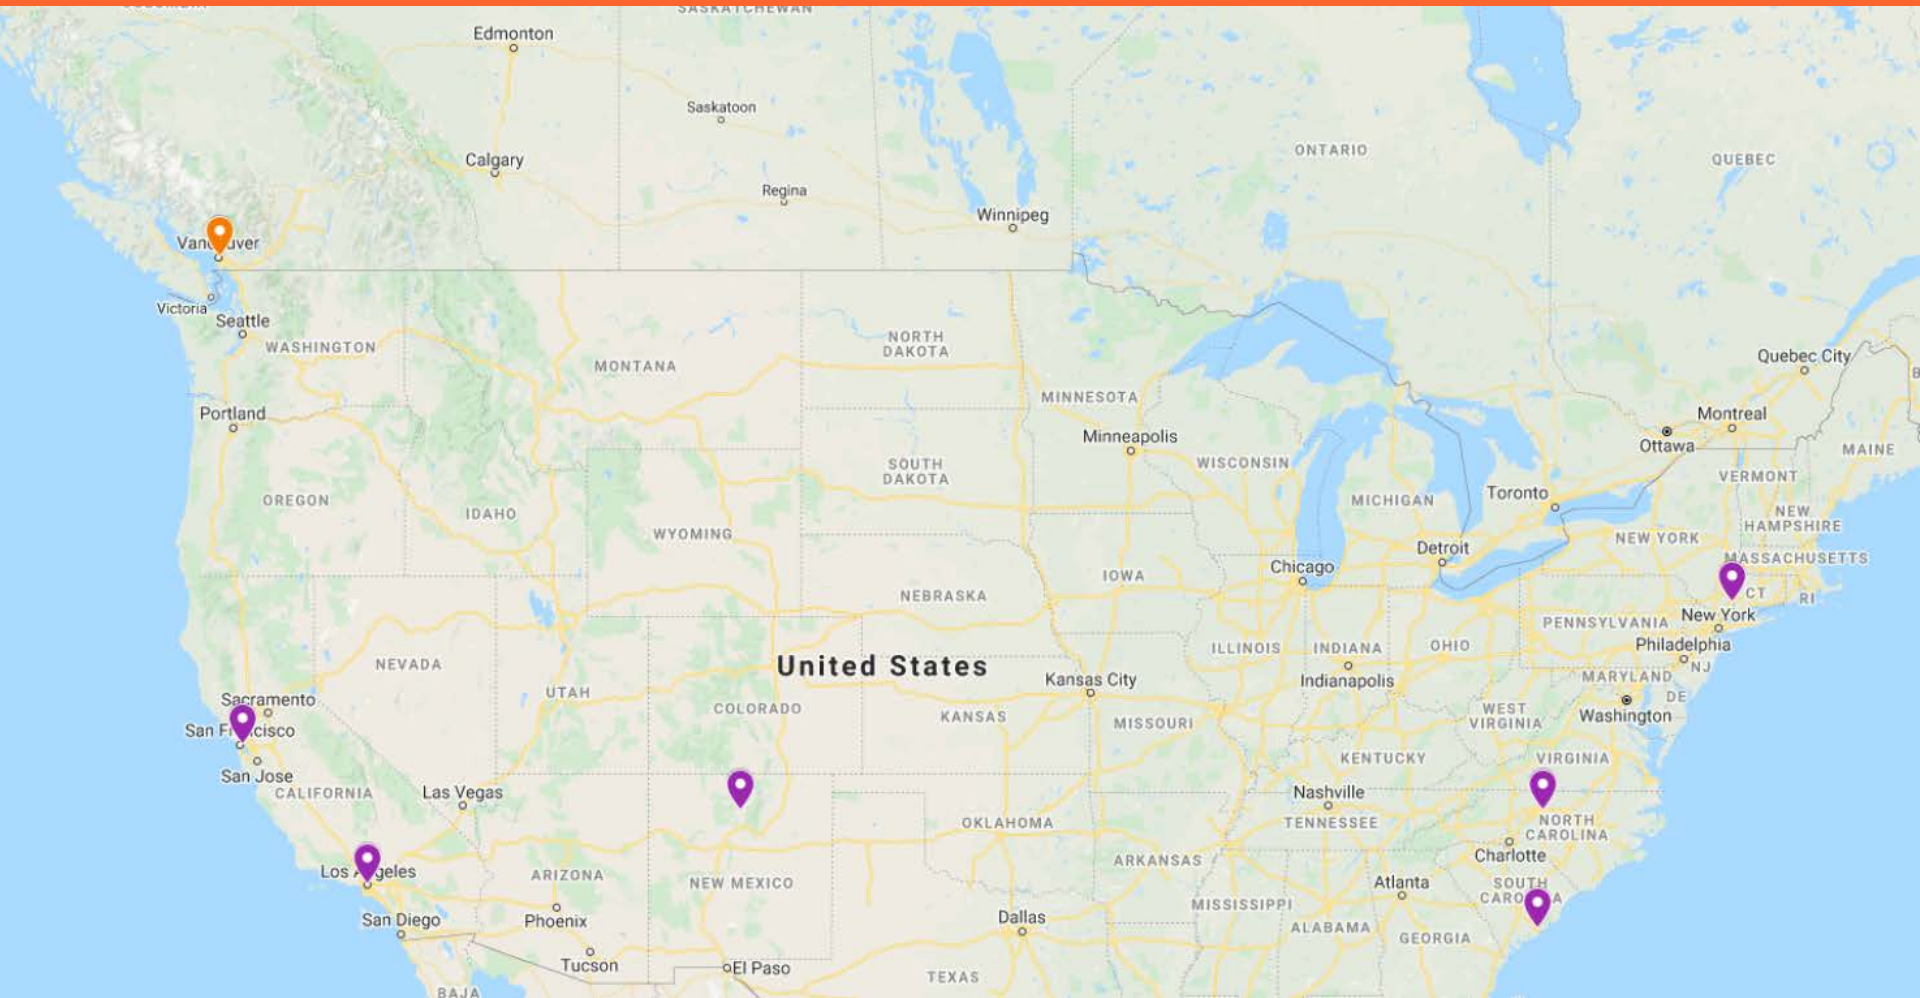 SASKATCHEWAN
Edmonton
Saskatoon
Calgary
ONTARIO
QUEBEC
Regina
Winnipeg
Victoria
Seattle
WASHINGTON
NORTH
DAKOTA
Quebec City
MONTANA
MINNESOTA
Portland
Montreal
Minneapolis
Ottawa
MAINE
WISCONSIN
SOUTH
DAKOTA
VERMONT
OREGON
IDAHO
MICHIGAN
Toronto
NEW
HAMPSHIRE
WYOMING
NEW YORK
Detroit
MASSACHUSETTS
Chicago
IOWA
NEBRASKA
CT
RI
New York
PENNSYLVANIA
ILLINOIS
INDIANA
OHIO
Philadelphia
NEVADA
United States
NJ
Kansas City
Indianapolis
MARYLAND
DE
UTAH
Sacramento
COLORADO
KANSAS
MISSOURI
WEST
VIRGINIA
Washington
San
KENTUCKY
VIRGINIA
San Jose
CALIFORNIA
Las Vegas
Nashville
TENNESSEE
OKLAHOMA
NORTH
CAROLINA
ARKANSAS
Charlotte
Los
ARIZONA
NEW MEXICO
Atlanta
SOUTH
MISSISSIPPI
San Diego
Phoenix
Dallas
ALABAMA
GEORGIA
Tucson
El Paso
TEXAS
BAJA